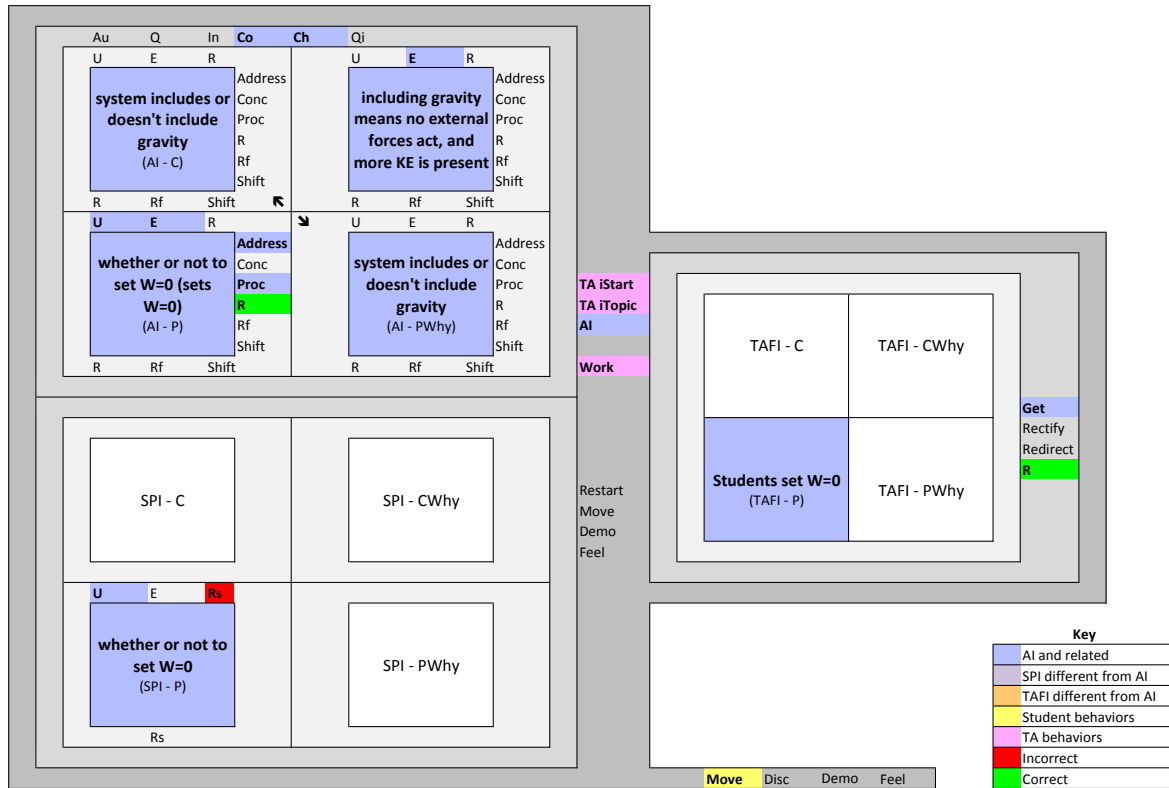 Au Q In Co Ch Qi
U E R
U E R
system includes or
doesn't include
gravity
(AI - C)
Address
Conc
Proc
R
Rf
Shift
including gravity
means no external
forces act, and
more KE is present
Address
Conc
Proc
R
Rf
Shift
R Rf Shift
R Rf Shift
U E R
U E R
whether or not to
set W=0 (sets
W=0)
(AI - P)
Address
Conc
Proc
R
Rf
Shift
system includes or
doesn't include
gravity
(AI - PWhy)
Address
Conc
Proc
R
Rf
Shift
R Rf Shift
R Rf Shift
TA iStart
TA iTopic
AI
Work
TAFI - C
TAFI - CWhy
Students set W=0
(TAFI - P)
TAFI - PWhy
Get
Rectify
Redirect
R
SPI - C
SPI - CWhy
Restart
Move
Demo
Feel
U E Rs
whether or not to
set W=0
(SPI - P)
SPI - PWhy
Rs
Move Disc Demo Feel
Key
AI and related
SPI different from AI
TAFI different from AI
Student behaviors
TA behaviors
Incorrect
Correct